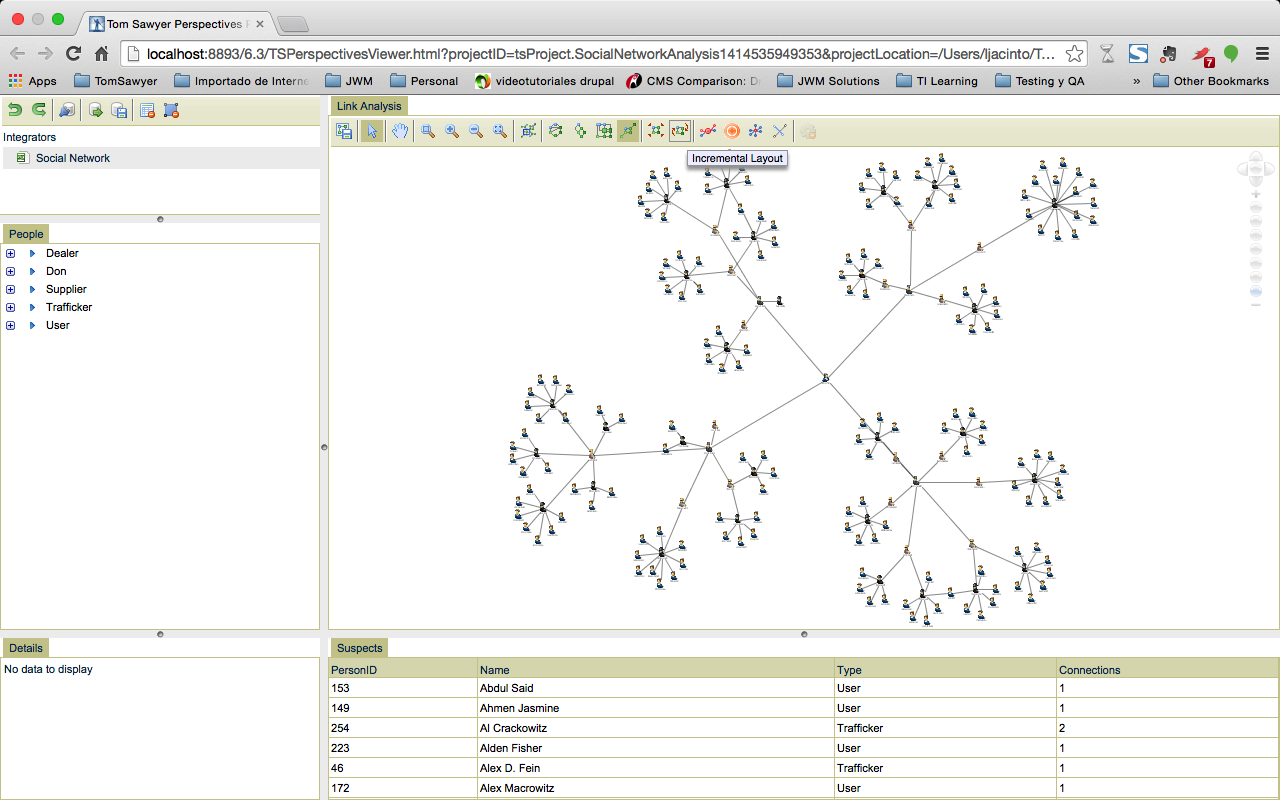 Tom Sawyer Perspectives
localhost:8893/6.3/TSPerspectivesViewer.html?projectID=tsProject.SocialNetworkAnalysis1414535949353&projectLocation=/Users/ljacinto/T...
7
Apps TomSawyer Importado de Interne JWM Personal videotutoriales drupal CMS Comparison: Dr JWM Solutions TI Learning Testing y QA » Other Bookmarks
Link Analysis
Integrators
Social Network
Incremental Layout
People
Dealer
Don
Supplier
Trafficker
User
Details
No data to display
Suspects
PersonID Name Type Connections
153 Abdul Said User 1
149 Ahmen Jasmine User 1
254 Al Crackowitz Trafficker 2
223 Alden Fisher User 1
46 Alex D. Fein Trafficker 1
172 Alex Macrowitz User 1